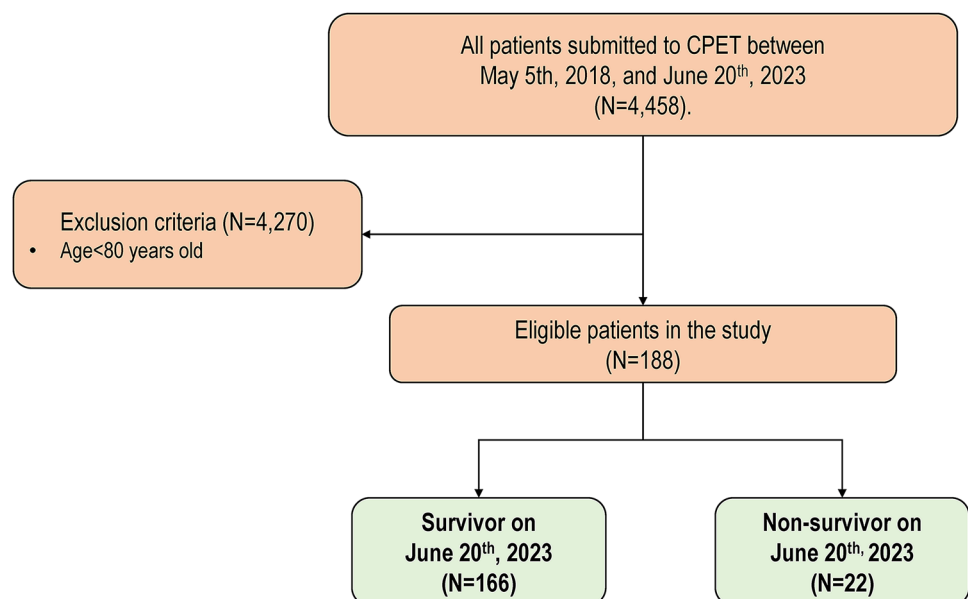 All patients submitted to CPET between
May 5th, 2018, and June 20th, 2023
(N=4,458).
Exclusion criteria (N=4,270)
• Age<80 years old
Eligible patients in the study
(N=188)
Survivor on
June 20th, 2023
(N=166)
Non-survivor on
June 20th, 2023
(N=22)